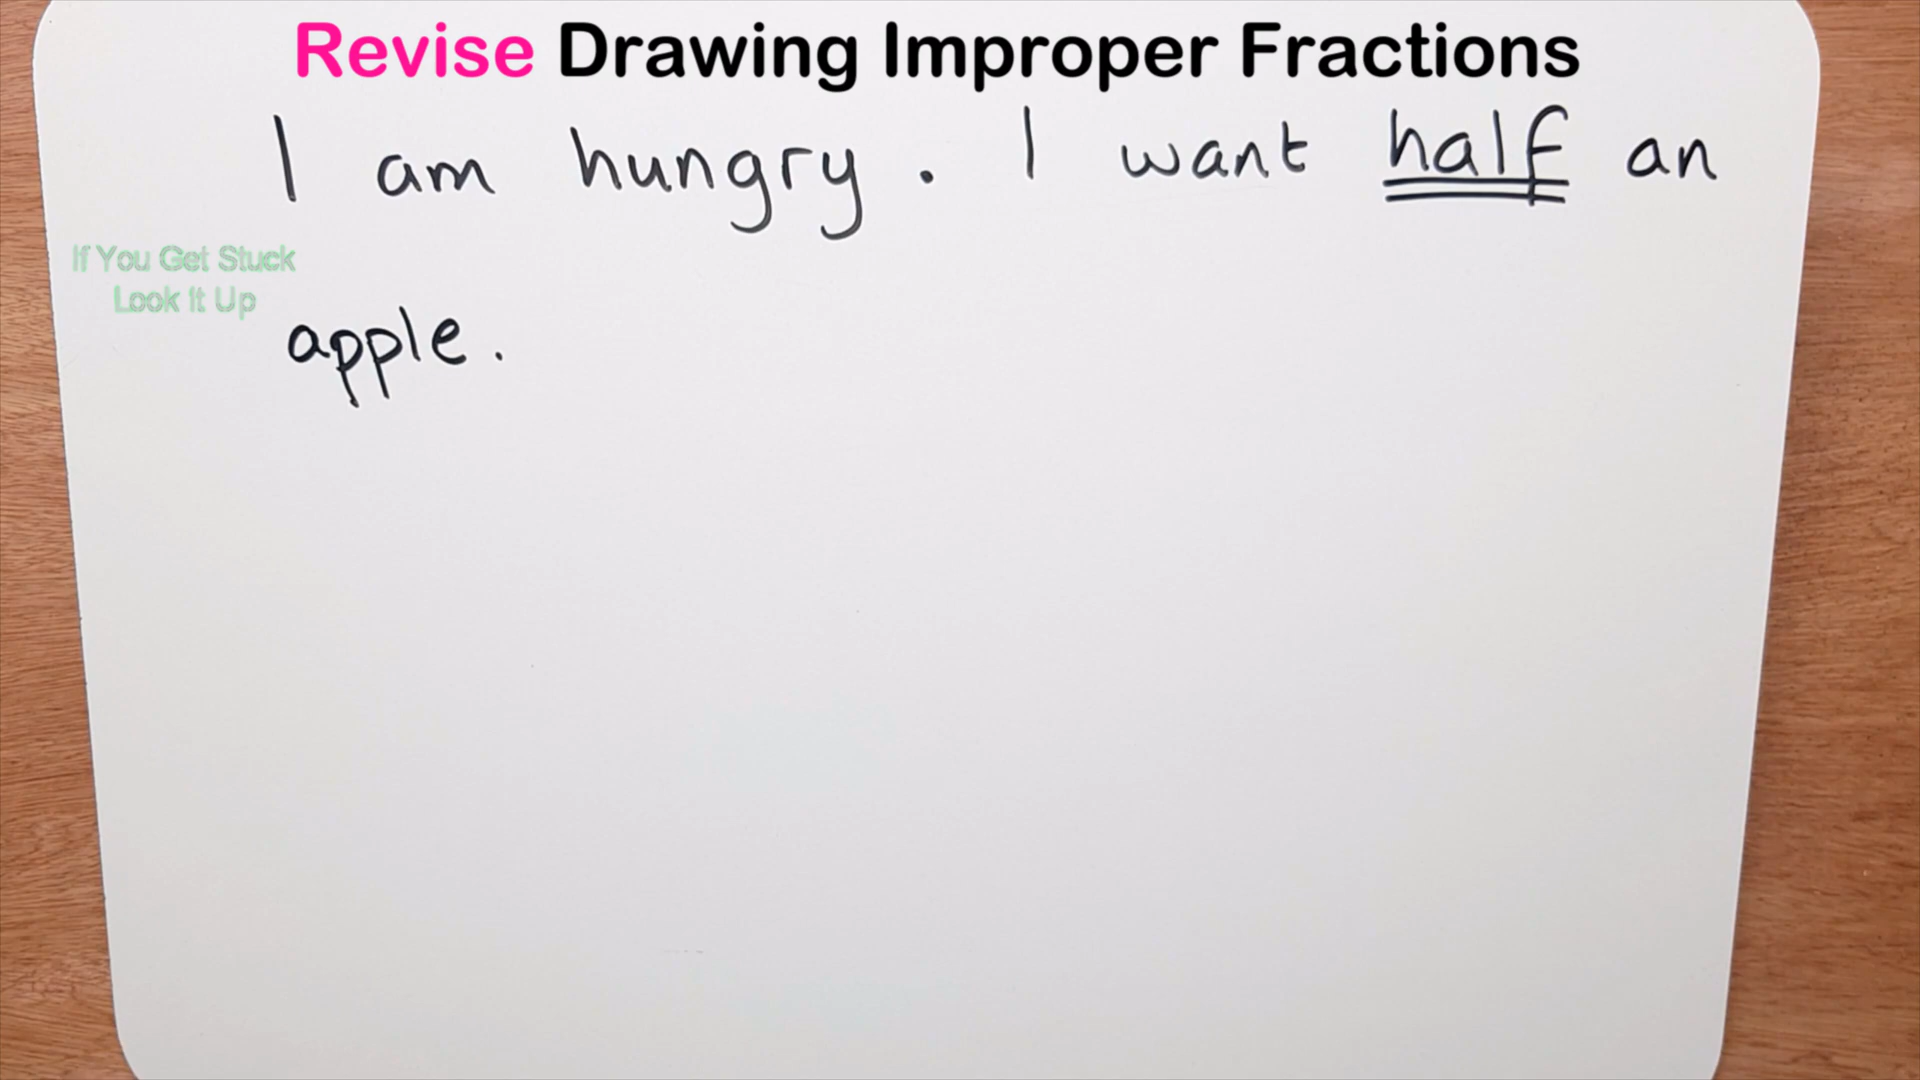 Revise Drawing Improper Fractions
I am hungry. I want half an
If You Get Stuck
Look It Up
apple.